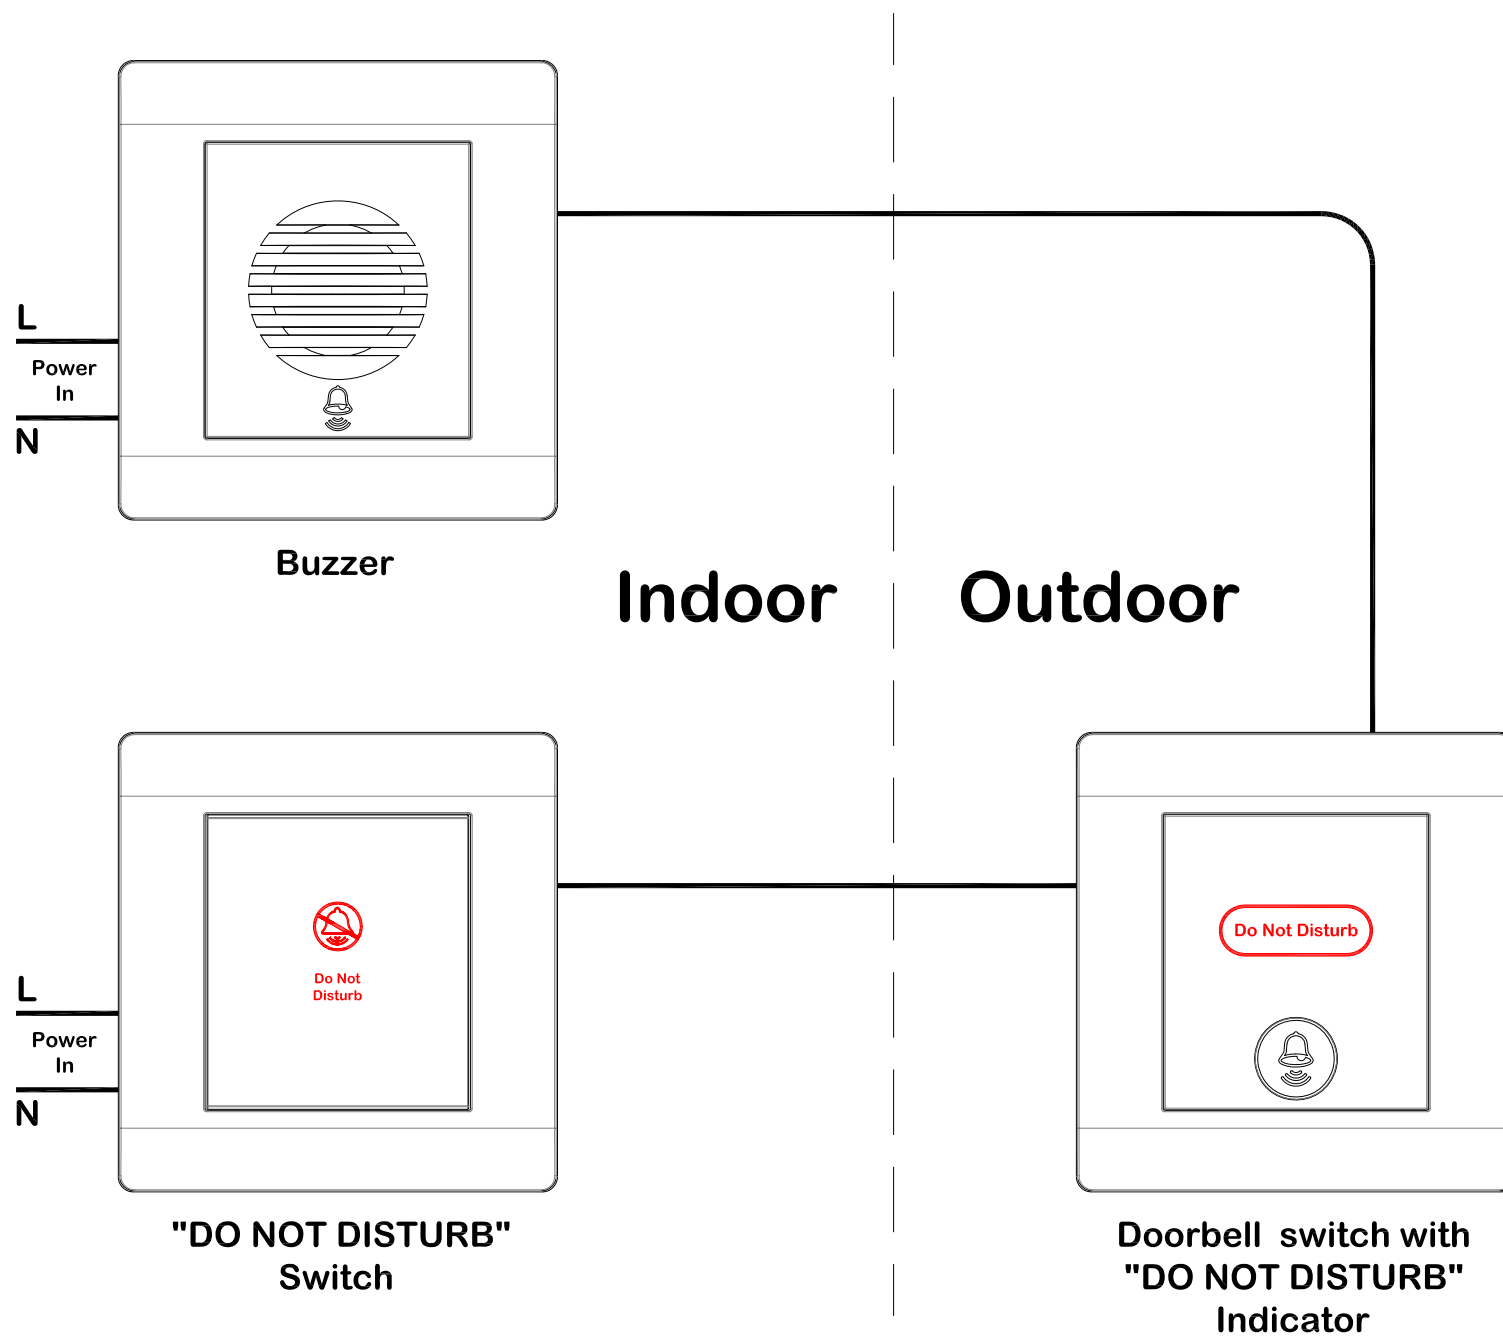 L
Power
In
N
Buzzer
Indoor
Outdoor
L
Power
In
N
Do Not
Disturb
Do Not Disturb
"DO NOT DISTURB"
Switch
Doorbell  switch with
"DO NOT DISTURB"
Indicator